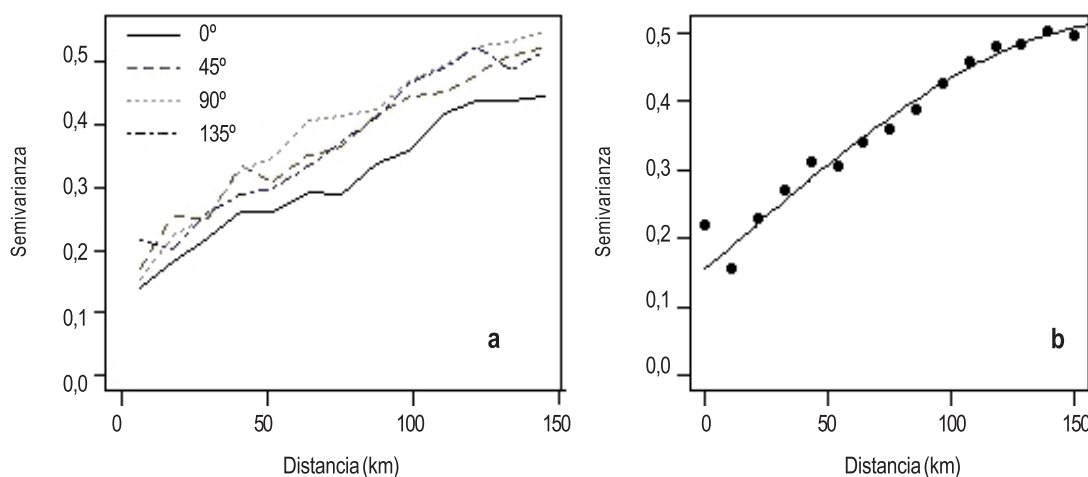 0º
45º
90º
135º
0,5
0,4
0,3
0,2
0,1
0,0
Semivarianza
0
50
100
150
Distancia (km)
a
0,5
0,4
0,3
0,2
0,1
0,0
Semivarianza
0
50
100
150
Distancia (km)
b